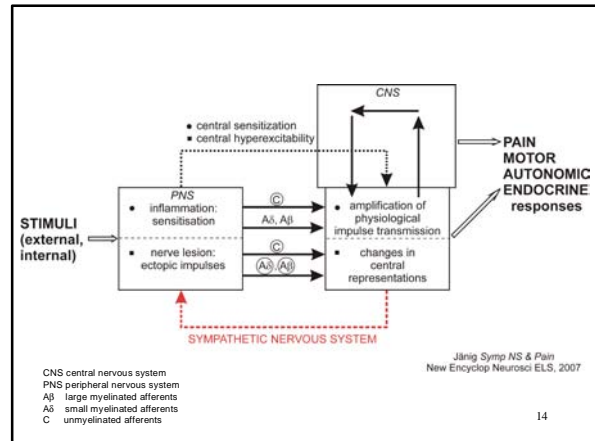 CNS
● central sensitization
■ central hyperexcitability
PNS
● inflammation:
sensitisation
■ nerve lesion:
ectopic impulses
STIMULI
(external,
internal)
C
Aδ, Aβ
C
Aδ, Aβ
● amplification of
physiological
impulse transmission
■ changes in
central
representations
PAIN
MOTOR
AUTONOMIC
ENDOCRINE
responses
SYMPATHETIC NERVOUS SYSTEM
Jänig Symp NS & Pain
New Encyclop Neurosci ELS, 2007
CNS central nervous system
PNS peripheral nervous system
Aβ large myelinated afferents
Aδ small myelinated afferents
C unmyelinated afferents
14